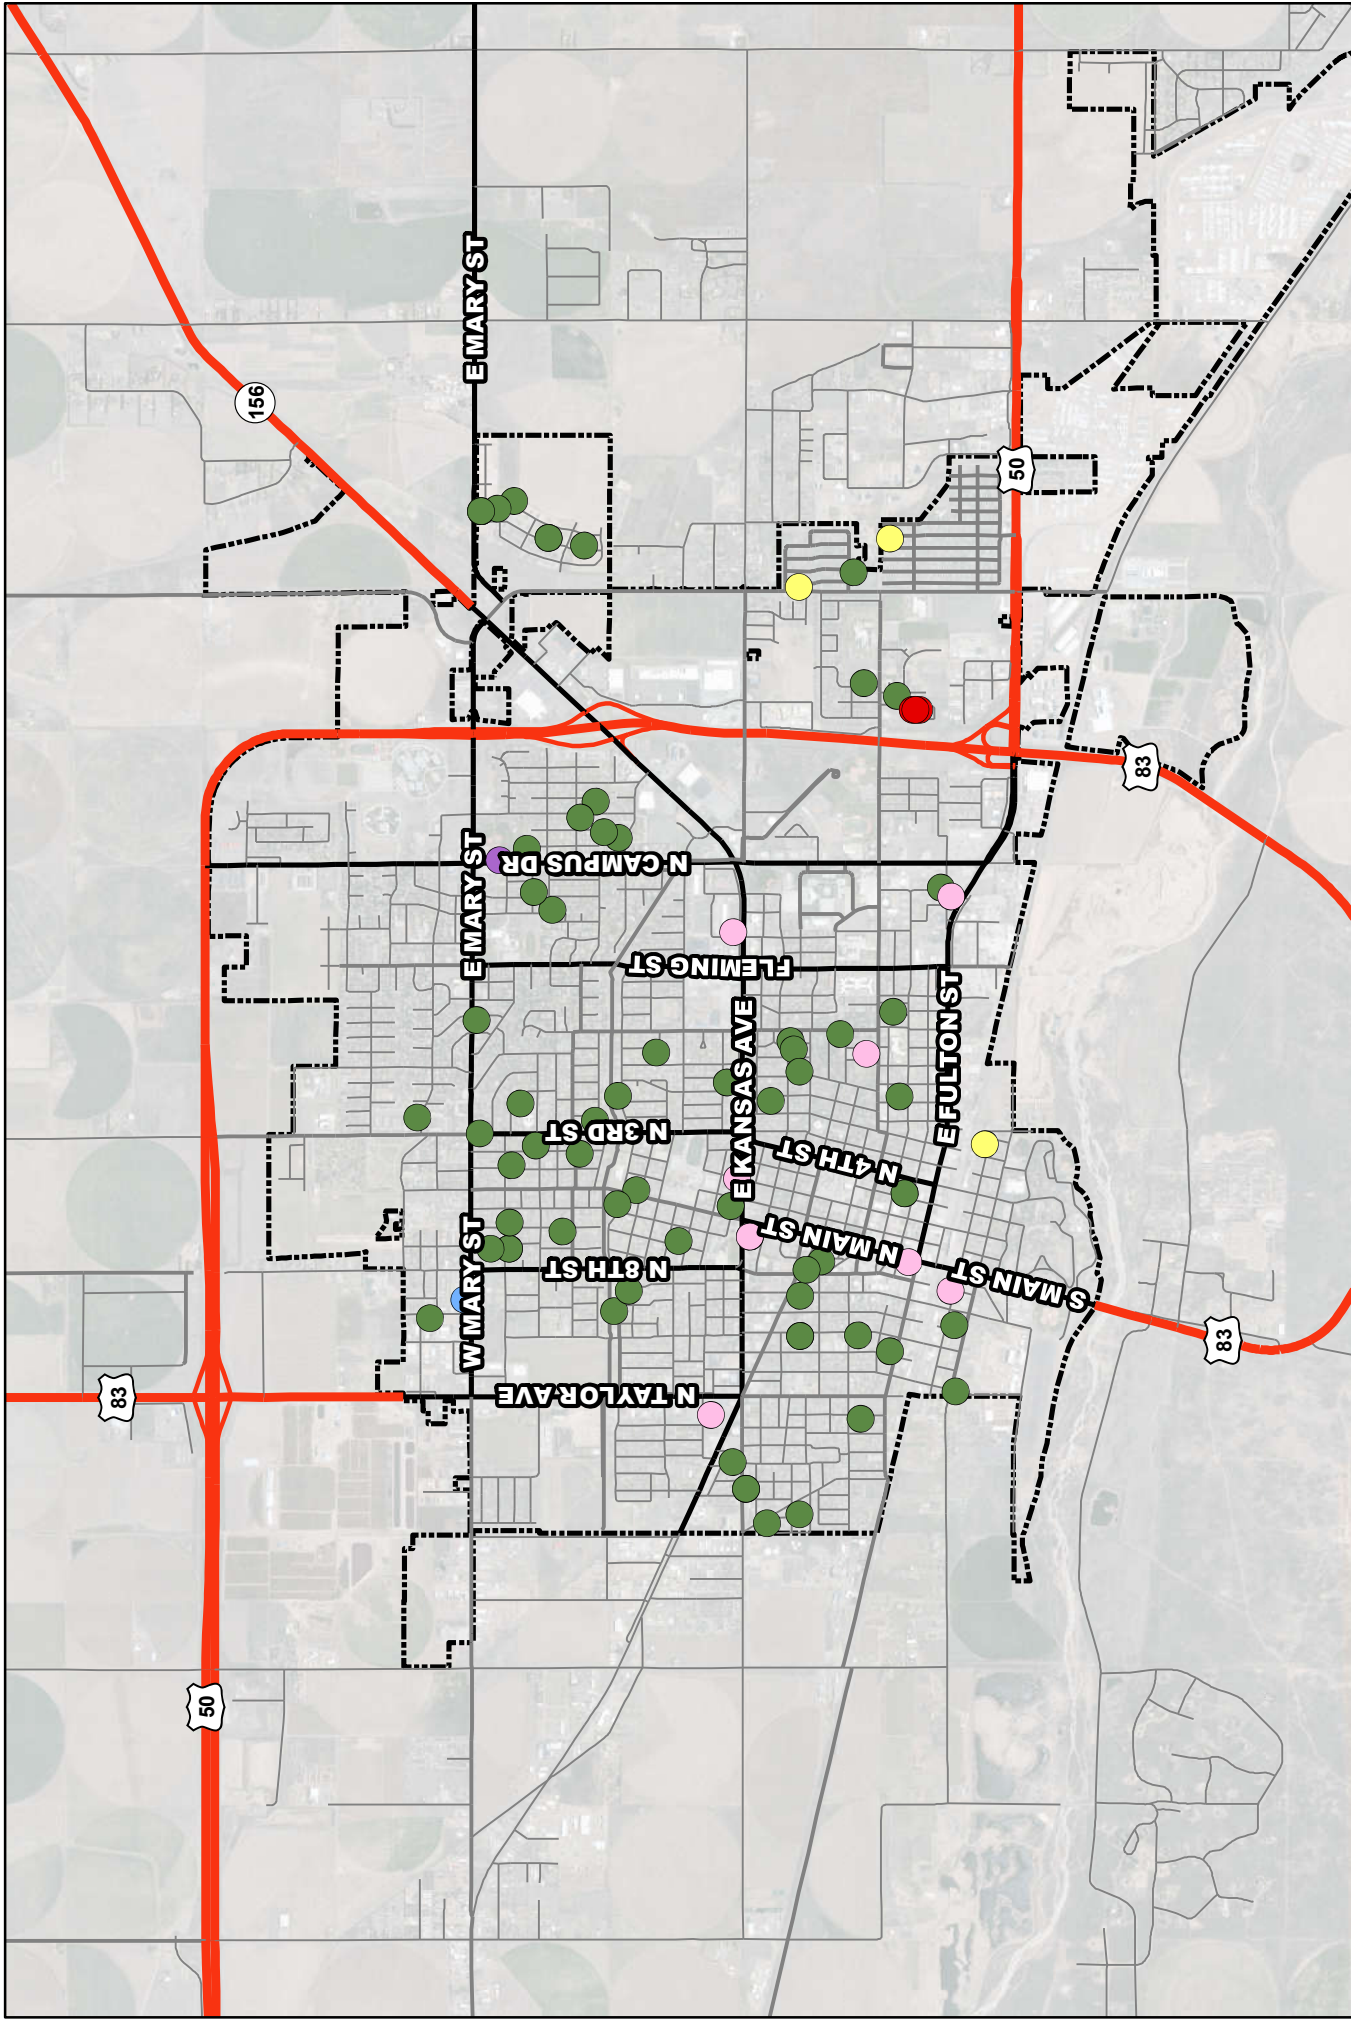 E MARY ST
156
50
83
E MARY ST
N CAMPUS DR
FLEMING ST
E KANSAS AVE
E FULTON ST
N 3RD ST
N 4TH ST
W MARY ST
N 8TH ST
N MAIN ST
S MAIN ST
83
83
N TAYLOR AVE
50